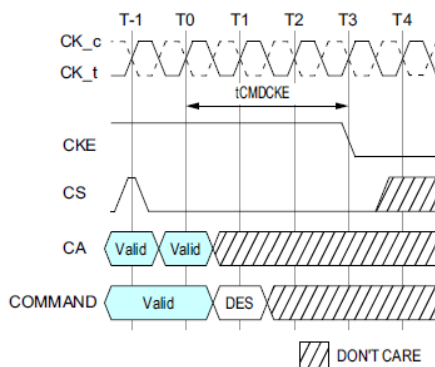 T-1 T0 T1 T2 T3 T4
CK_c
CK_t
tCMDCKE
CKE
CS
CA Valid Valid
COMMAND Valid DES
DON'T CARE